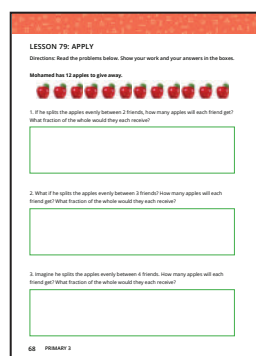 LESSON 79: APPLY
Directions: Read the problems below. Show your work and your answers in the boxes.
Mohamed has 12 apples to give away.
1. If he splits the apples evenly between 2 friends, how many apples will each friend get?
What fraction of the whole would they each receive?
2. What if he splits the apples evenly between 3 friends? How many apples will each
friend get? What fraction of the whole would they each receive?
3. Imagine he splits the apples evenly between 4 friends. How many apples will each
friend get? What fraction of the whole would they each receive?
68 PRIMARY 3